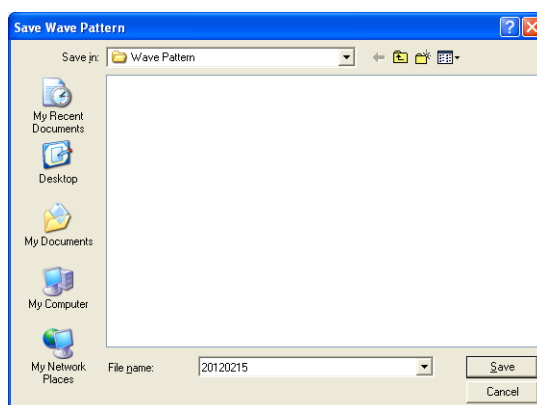 Save Wave Pattern
Save in:
Wave Pattern
My Recent
Documents
Desktop
My Documents
My Computer
My Network
Places
File name:
20120215
Save
Cancel